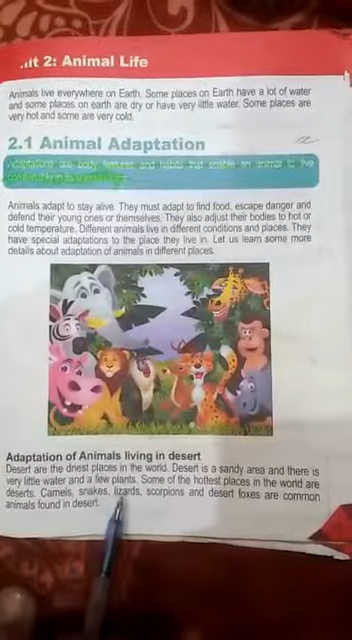 Unit 2: Animal Life
Animals live everywhere on Earth. Some places on Earth have a lot of water
and some places on earth are dry or have very little water. Some places are
very hot and some are very cold.
2.1 Animal Adaptation
Adaptations are body features and habits that enable an animal to live
comfortably in
Animals adapt to stay alive. They must adapt to find food, escape danger and
defend their young ones or themselves. They also adjust their bodies to hot or
cold temperature. Different animals live in different conditions and places. They
have special adaptations to the place they live in. Let us learn some more
details about adaptation of animals in different places.
Adaptation of Animals living in desert
Desert are the driest places in the world. Desert is a sandy area and there is
very little water and a few plants. Some of the hottest places in the world are
deserts. Camels, snakes, lizards, scorpions and desert foxes are common
animals found in desert.